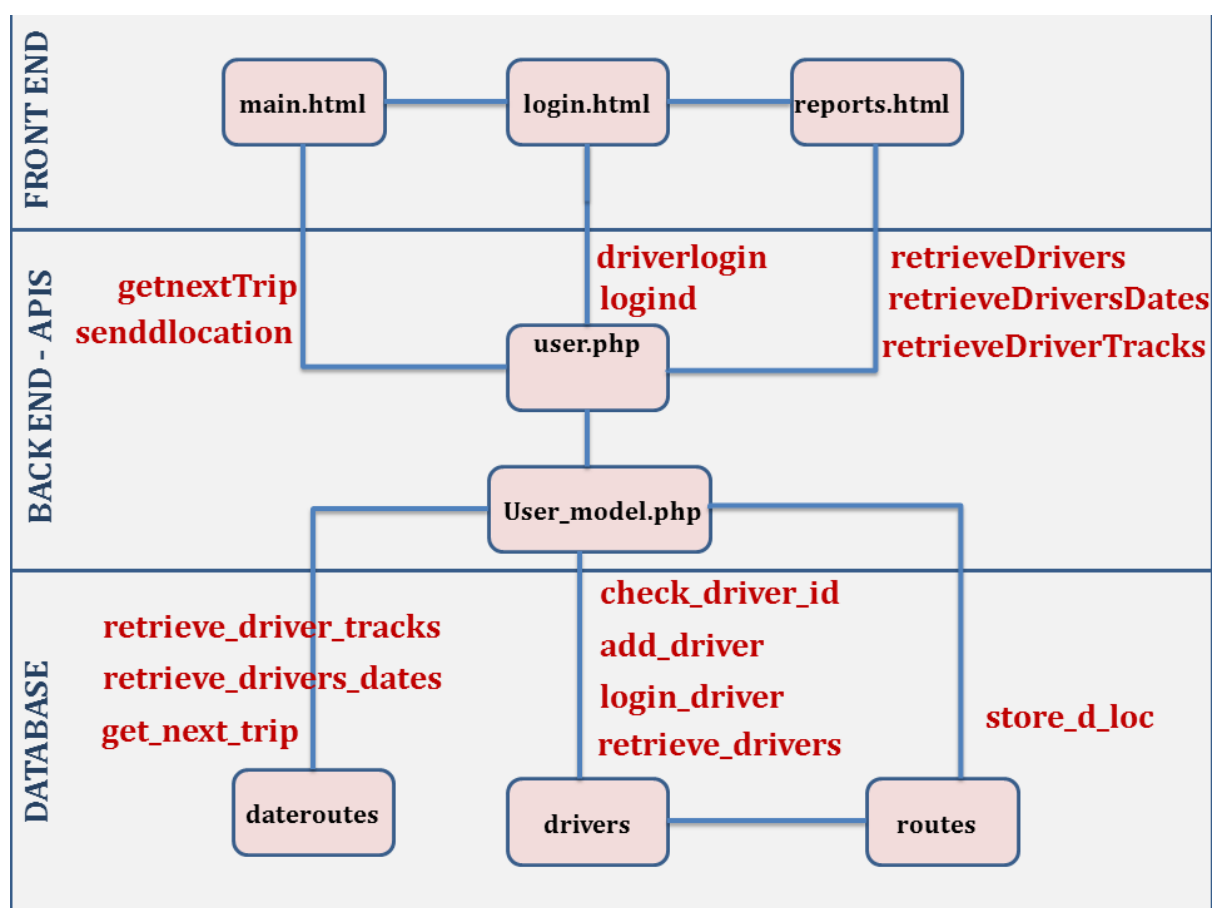 FRONT END
main.html
login.html
reports.html
BACK END - APIS
getnextTrip
senddlocation
driverlogin
logind
retrieveDrivers
retrieveDriversDates
retrieveDriverTracks
user.php
User_model.php
DATABASE
retrieve_driver_tracks
retrieve_drivers_dates
get_next_trip
check_driver_id
add_driver
login_driver
retrieve_drivers
store_d_loc
dateroutes
drivers
routes